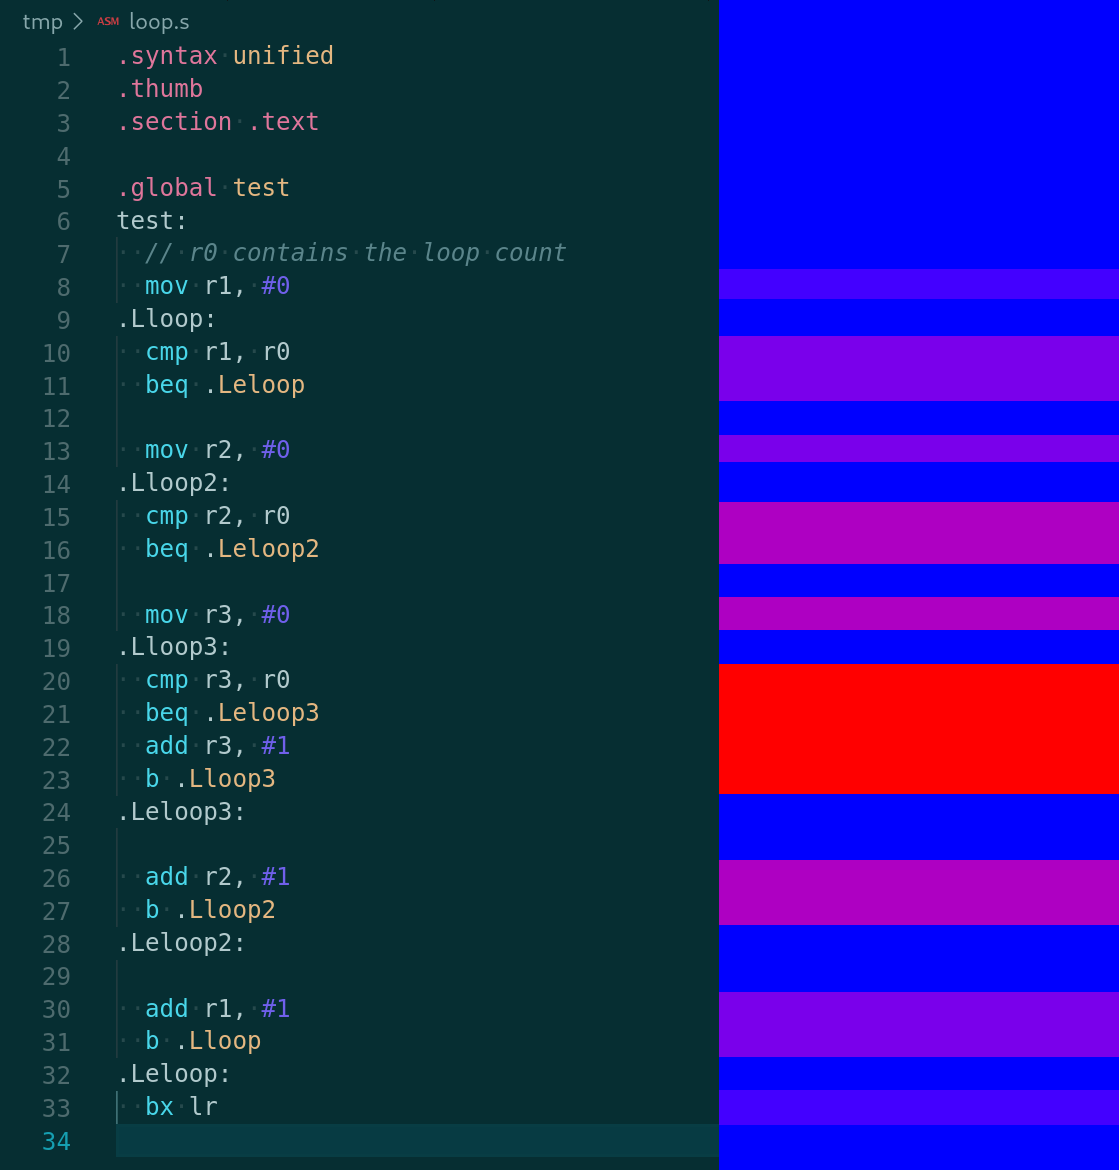 tmp > ASM loop.s
1 .syntax unified
2 .thumb
3 .section .text
4
5 .global test
6 test:
7   // r0 contains the loop count
8   mov r1, #0
9 .Lloop:
10   cmp r1, r0
11   beq .Leloop
12
13   mov r2, #0
14 .Lloop2:
15   cmp r2, r0
16   beq .Leloop2
17
18   mov r3, #0
19 .Lloop3:
20   cmp r3, r0
21   beq .Leloop3
22   add r3, #1
23   b .Lloop3
24 .Leloop3:
25
26   add r2, #1
27   b .Lloop2
28 .Leloop2:
29
30   add r1, #1
31   b .Lloop
32 .Leloop:
33   bx lr
34